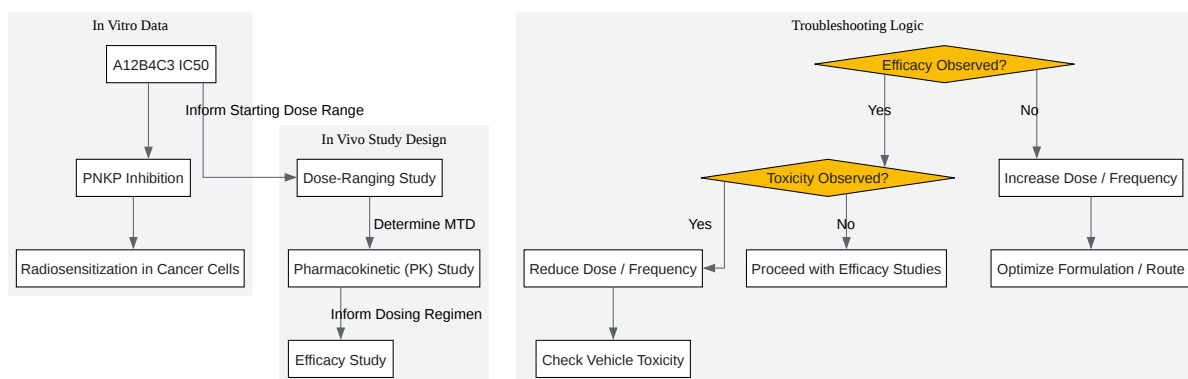 In Vitro Data
A12B4C3 IC50
Inform Starting Dose Range
PNKP Inhibition
Radiosensitization in Cancer Cells
In Vivo Study Design
Dose-Ranging Study
Determine MTD
Pharmacokinetic (PK) Study
Inform Dosing Regimen
Efficacy Study
Troubleshooting Logic
Efficacy Observed?
Yes
No
Toxicity Observed?
Increase Dose / Frequency
Yes
No
Reduce Dose / Frequency
Proceed with Efficacy Studies
Optimize Formulation / Route
Check Vehicle Toxicity